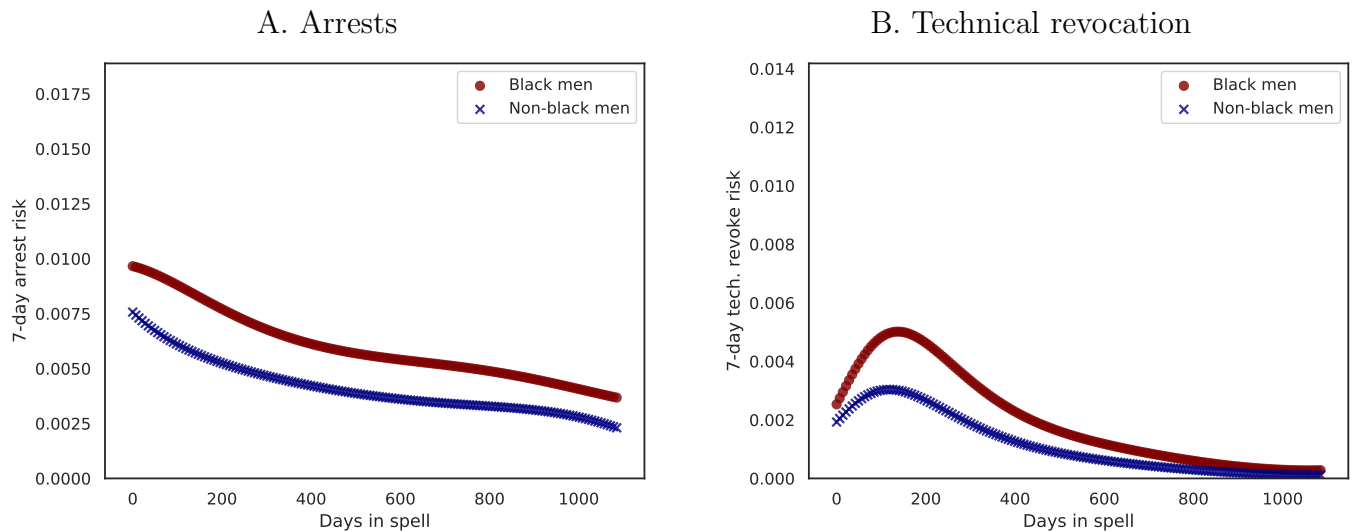 A. Arrests
7-day arrest risk
0.0175
0.0150
0.0125
0.0100
0.0075
0.0050
0.0025
0.0000
Black men
Non-black men
0 200 400 600 800 1000
Days in spell
B. Technical revocation
7-day tech. revoke risk
0.014
0.012
0.010
0.008
0.006
0.004
0.002
0.000
Black men
Non-black men
0 200 400 600 800 1000
Days in spell